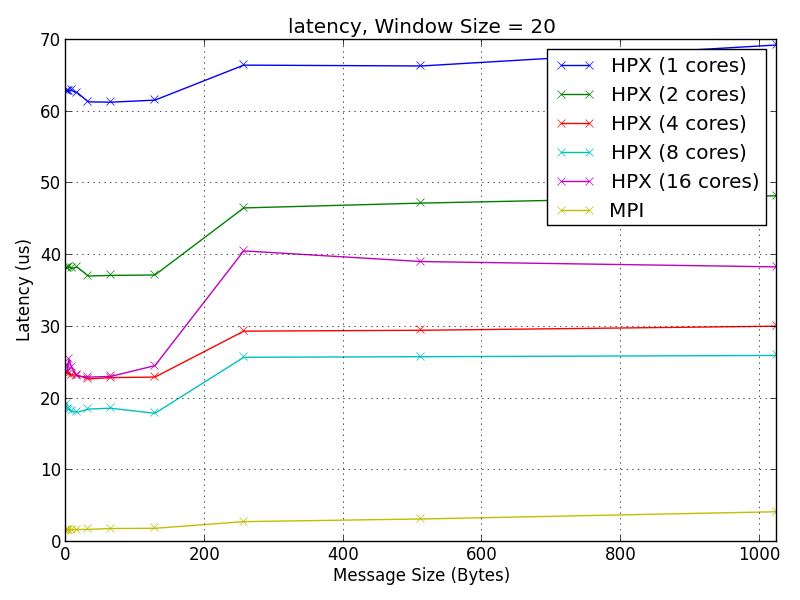 latency, Window Size = 20
70
60
50
40
30
20
10
0
Latency (us)
HPX (1 cores)
HPX (2 cores)
HPX (4 cores)
HPX (8 cores)
HPX (16 cores)
MPI
0 200 400 600 800 1000
Message Size (Bytes)